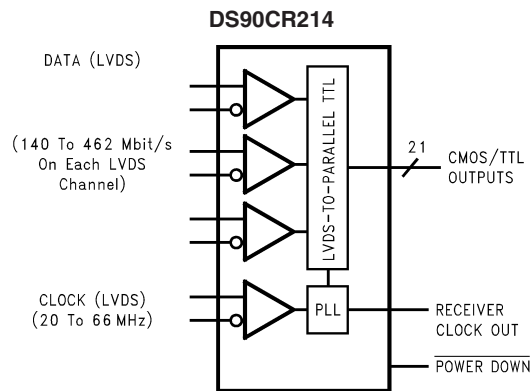 DS90CR214
DATA (LVDS)
(140 To 462 Mbit/s
On Each LVDS
Channel)
LVDS-TO-PARALLEL TTL
21
CMOS/TTL
OUTPUTS
CLOCK (LVDS)
(20 To 66 MHz)
PLL
RECEIVER
CLOCK OUT
POWER DOWN